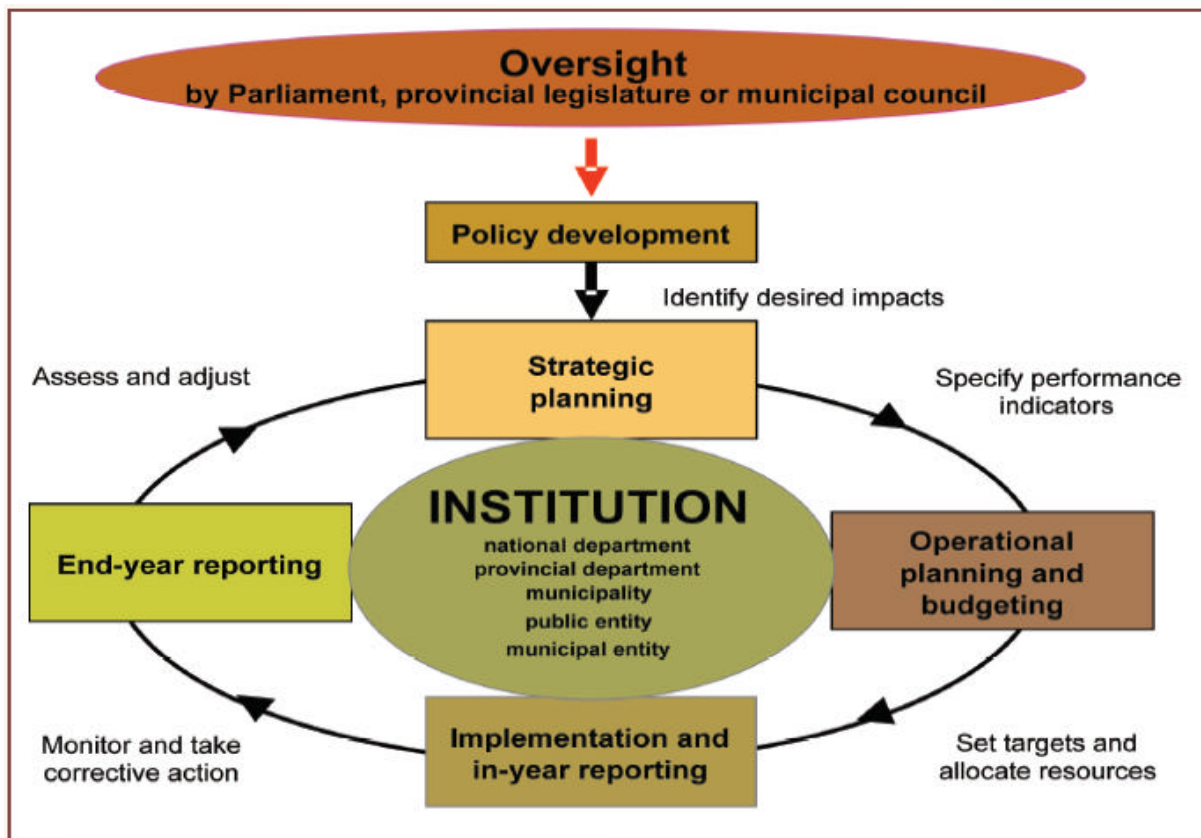 Oversight
by Parliament, provincial legislature or municipal council
Policy development
Identify desired impacts
Strategic
planning
Assess and adjust
Specify performance
indicators
INSTITUTION
national department
provincial department
municipality
public entity
municipal entity
End-year reporting
Operational
planning and
budgeting
Implementation and
in-year reporting
Monitor and take
corrective action
Set targets and
allocate resources